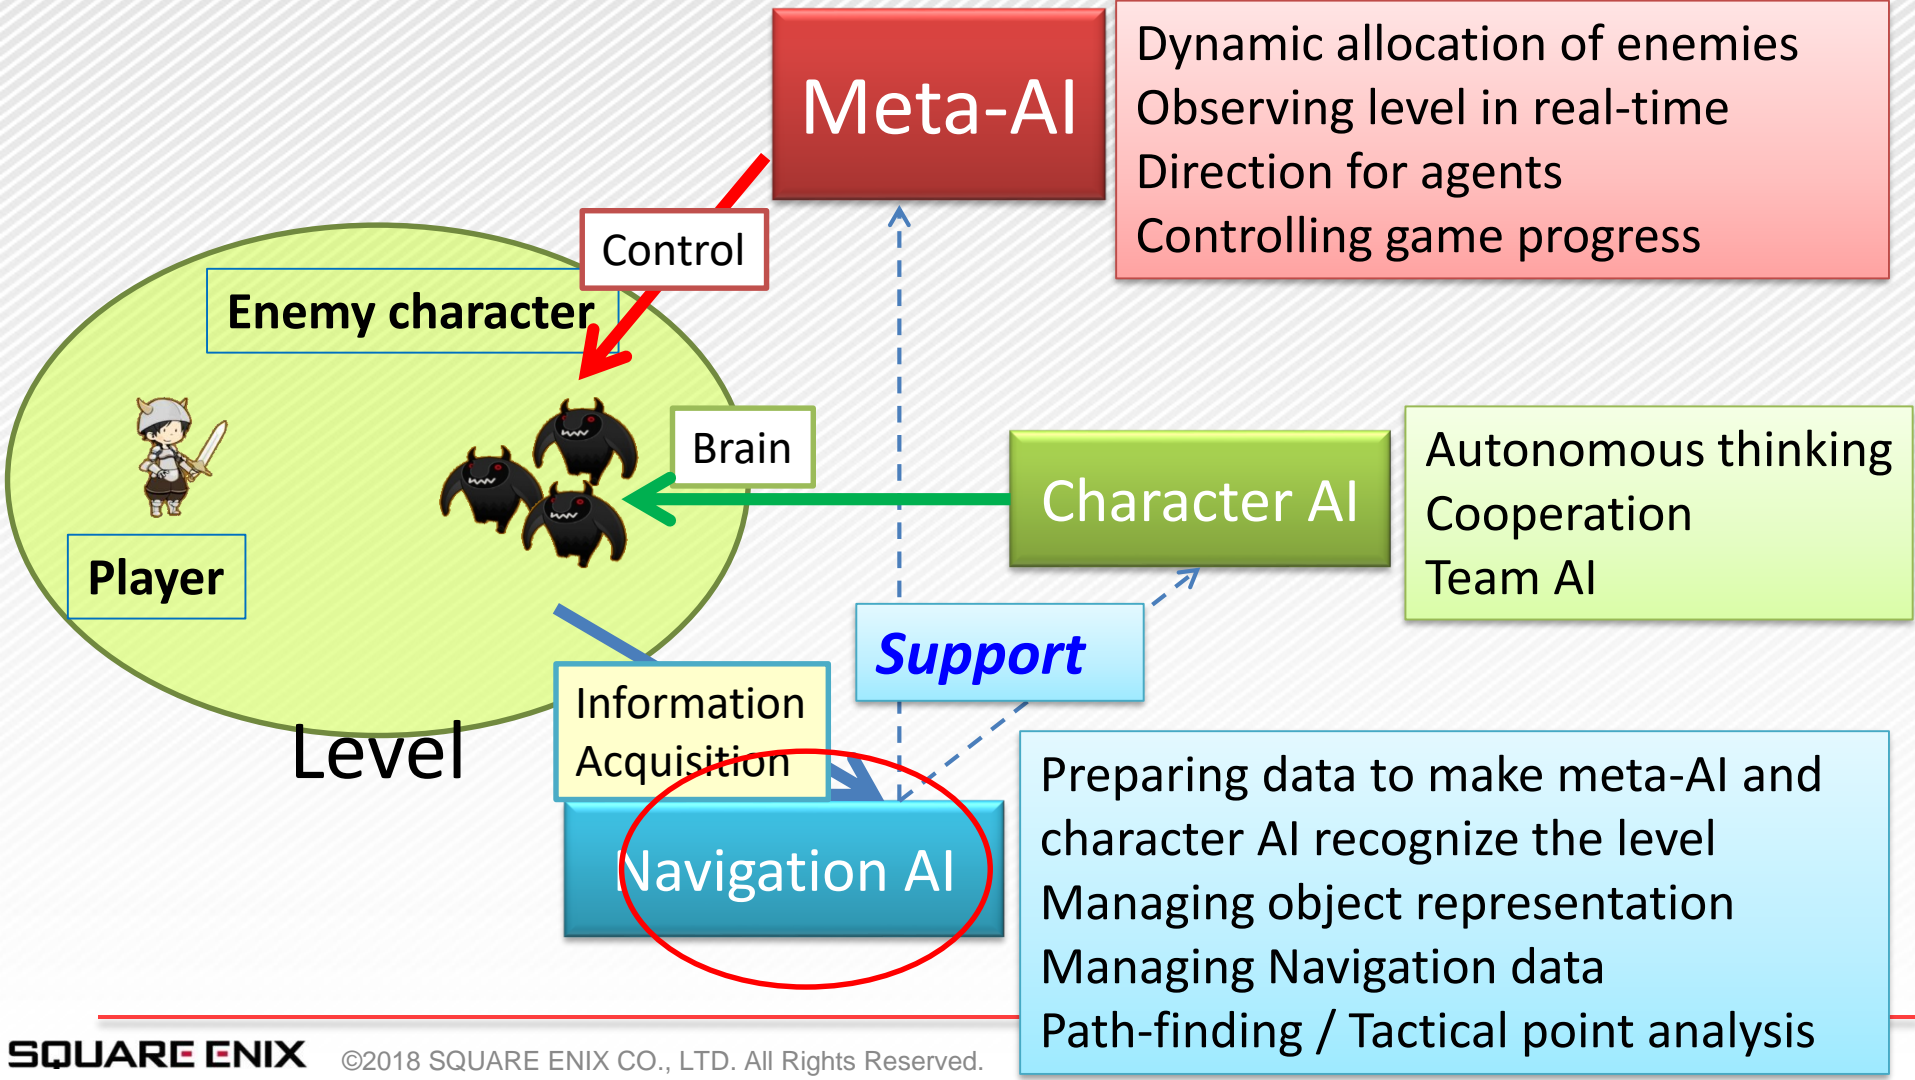 Meta-AI
Dynamic allocation of enemies
Observing level in real-time
Direction for agents
Controlling game progress
Control
Enemy character
Brain
Character AI
Autonomous thinking
Cooperation
Team AI
Player
Support
Information
Acquisition
Level
Navigation AI
Preparing data to make meta-AI and
character AI recognize the level
Managing object representation
Managing Navigation data
Path-finding / Tactical point analysis
SQUARE ENIX
©2018 SQUARE ENIX CO., LTD. All Rights Reserved.